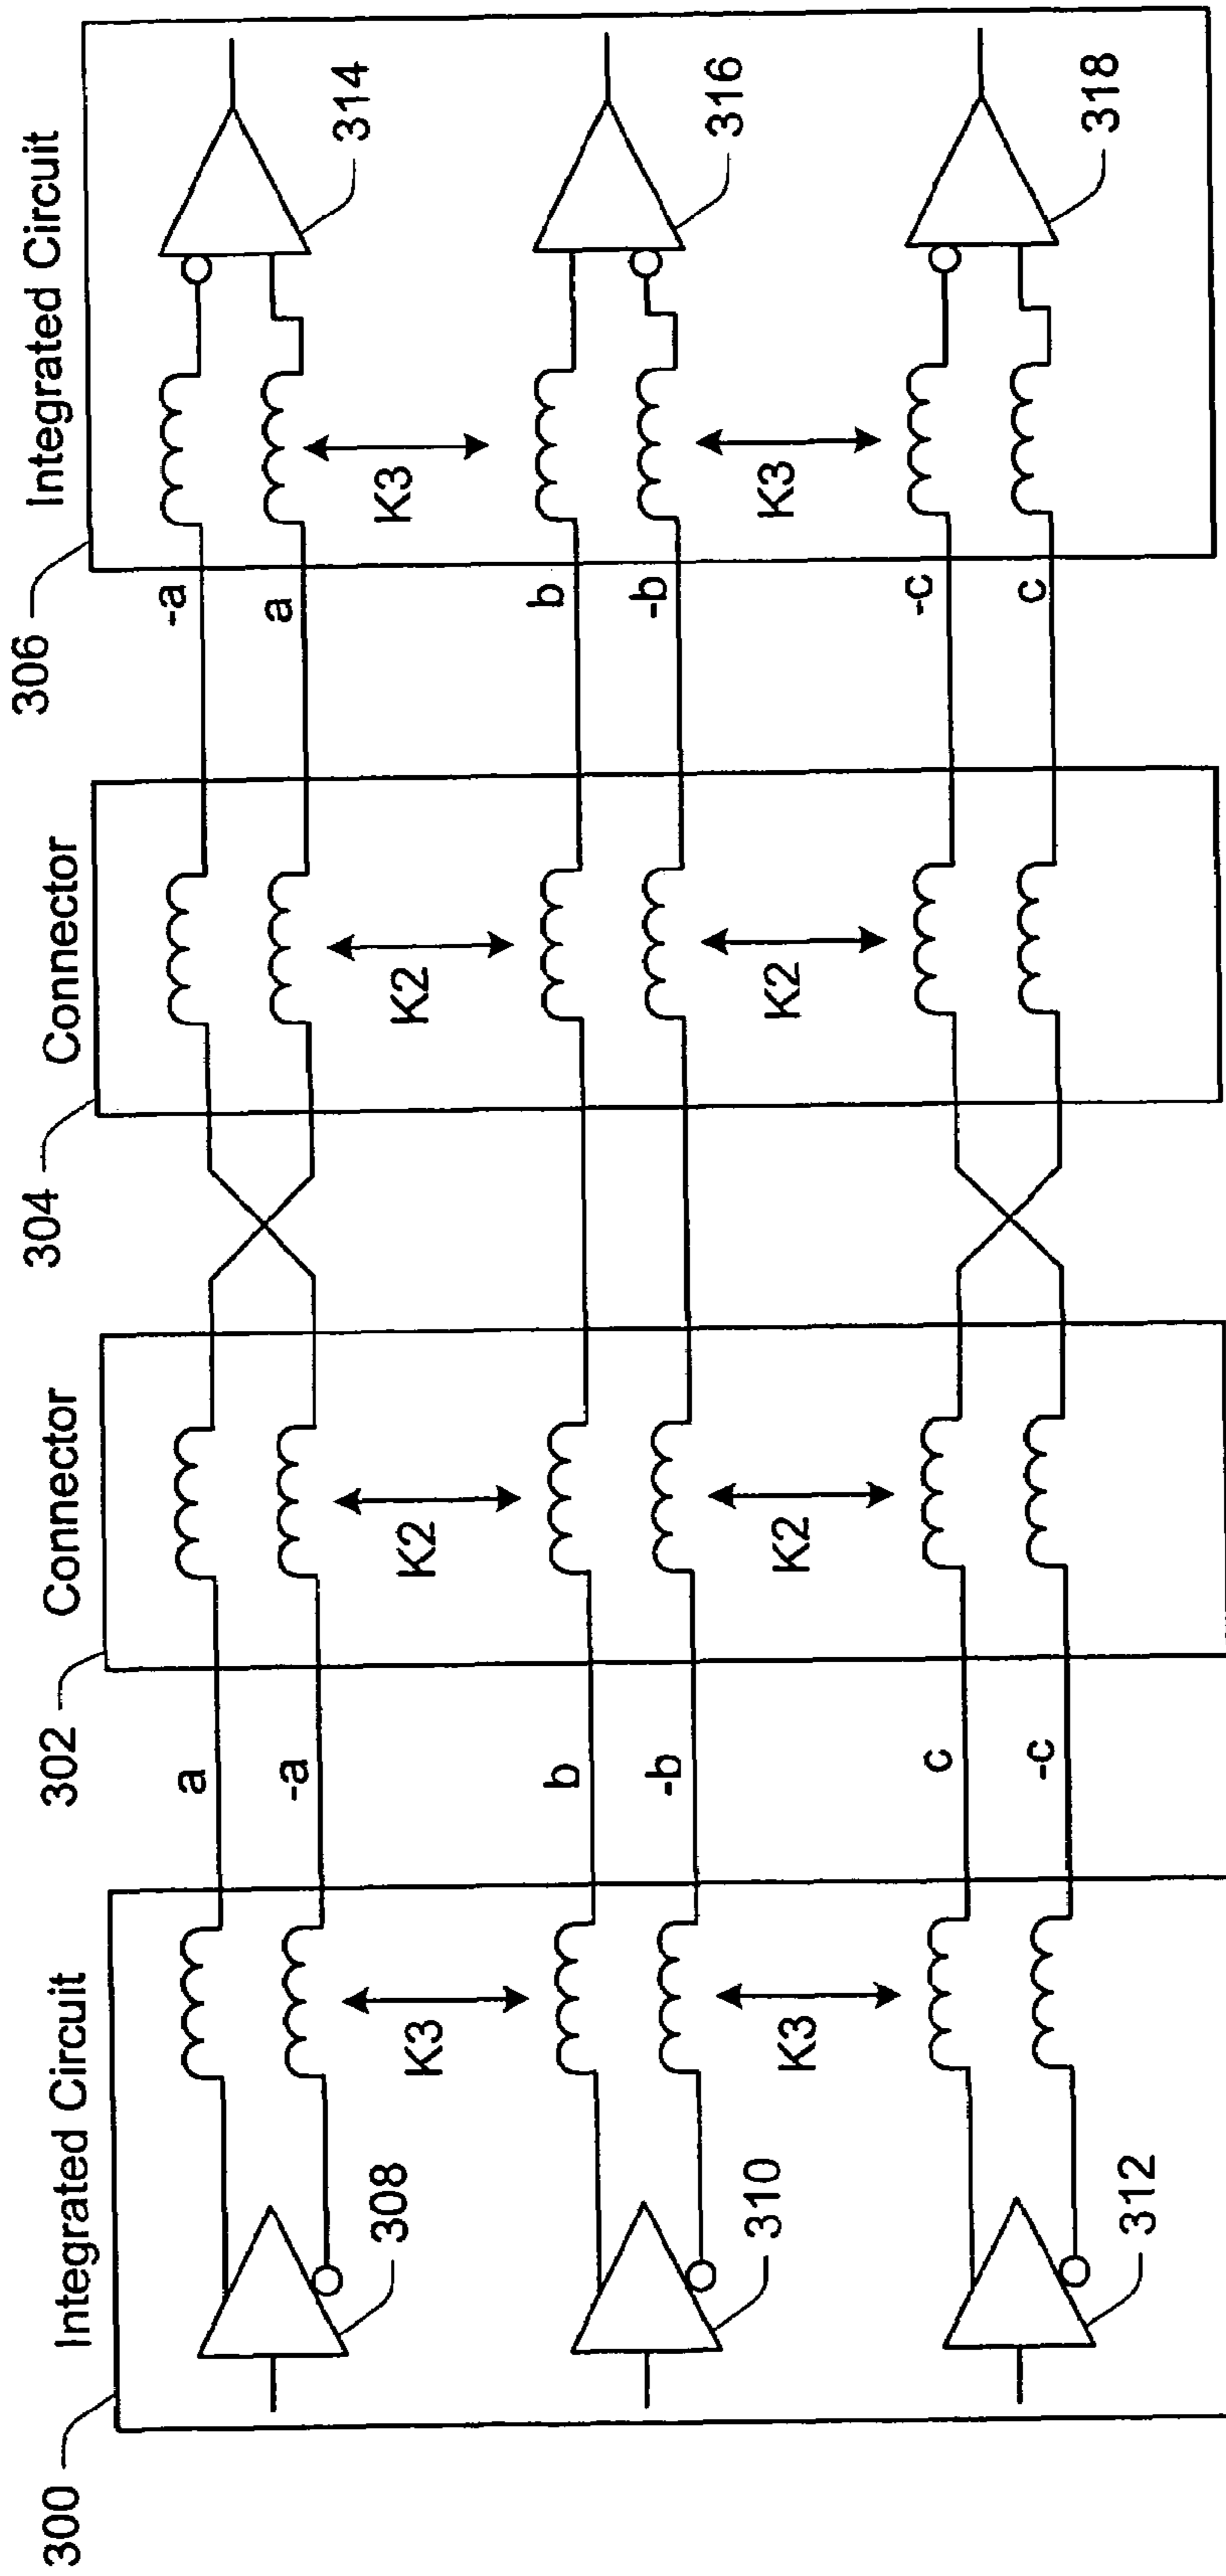 300
Integrated Circuit
302
Connector
304
Connector
306
Integrated Circuit
308
K3
310
K3
312
a
-a
b
-b
c
-c
K2
K2
K2
K2
-a
a
b
-b
-c
c
K3
K3
314
316
318